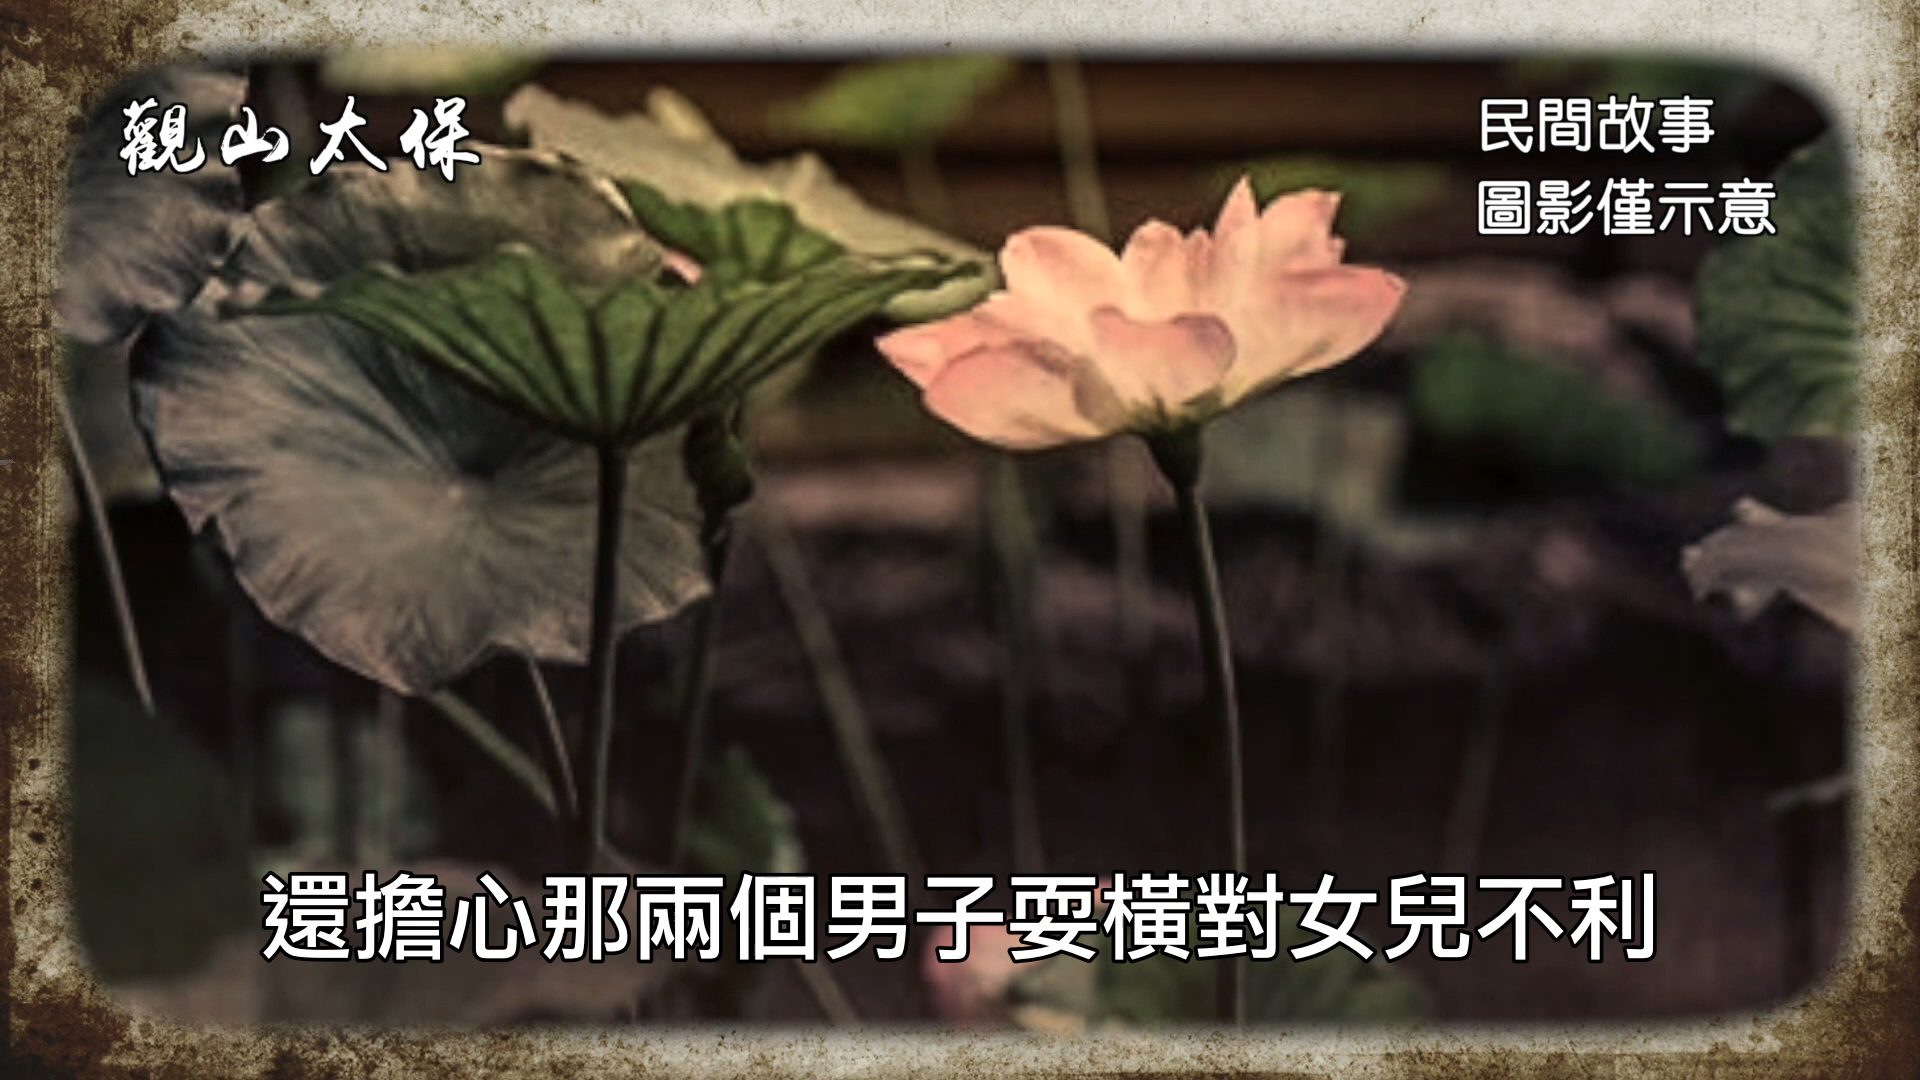 觀山太保
民間故事
圖影僅示意
還擔心那兩個男子耍橫對女兒不利